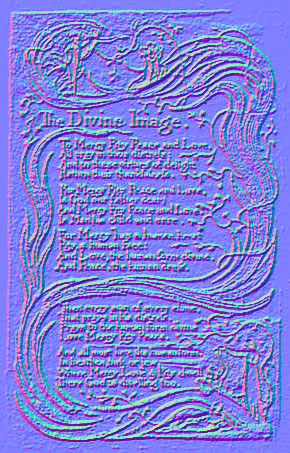 The Divine Image.
To Mercy Pity Peace and Love,
All pray in their distress:
And to these virtues of delight
Return their thankfulness.
For Mercy Pity Peace and Love,
Is God our father dear:
And Mercy Pity Peace and Love,
Is Man his child and care.
For Mercy has a human heart
Pity, a human face:
And Love, the human form divine,
And Peace, the human dress.
Then every man of every clime,
That prays in his distress,
Prays to the human form divine
Love Mercy Pity Peace.
And all must love the human form,
In heathen, turk or jew.
Where Mercy, Love & Pity dwell
There God is dwelling too.